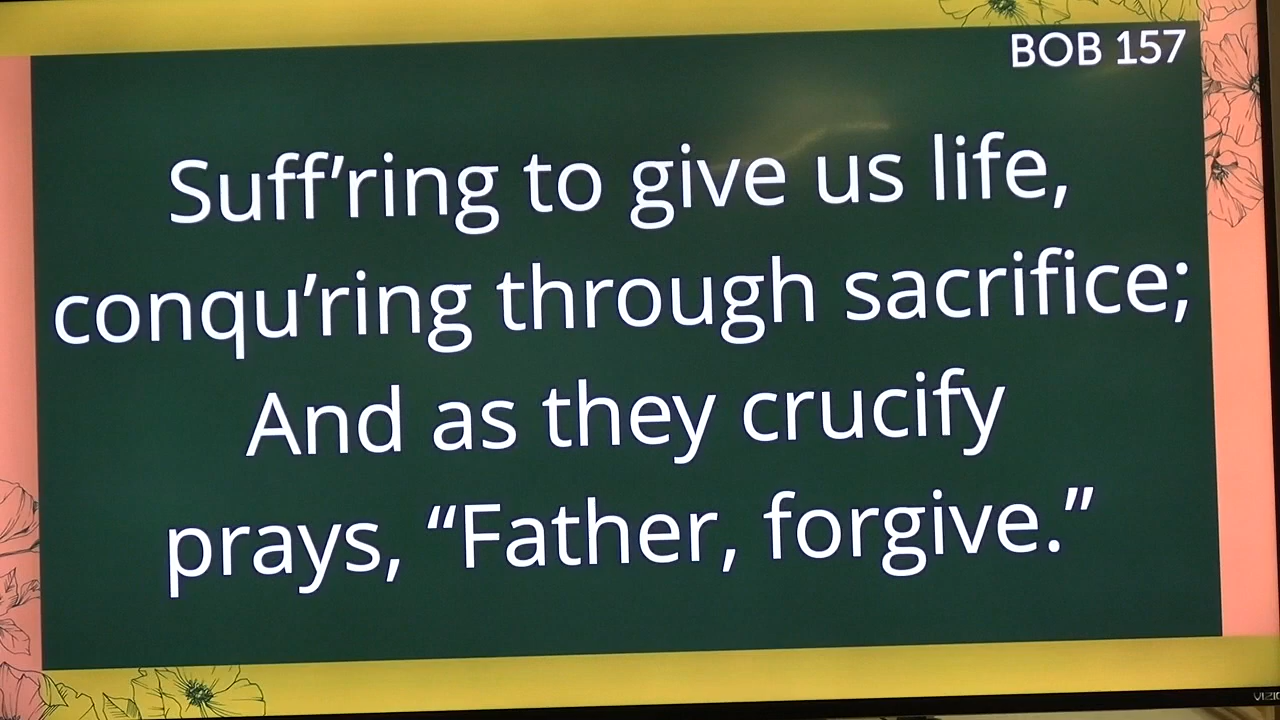 BOB 157
Suff’ring to give us life,
conqu’ring through sacrifice;
And as they crucify
prays, “Father, forgive.”
VIZIO